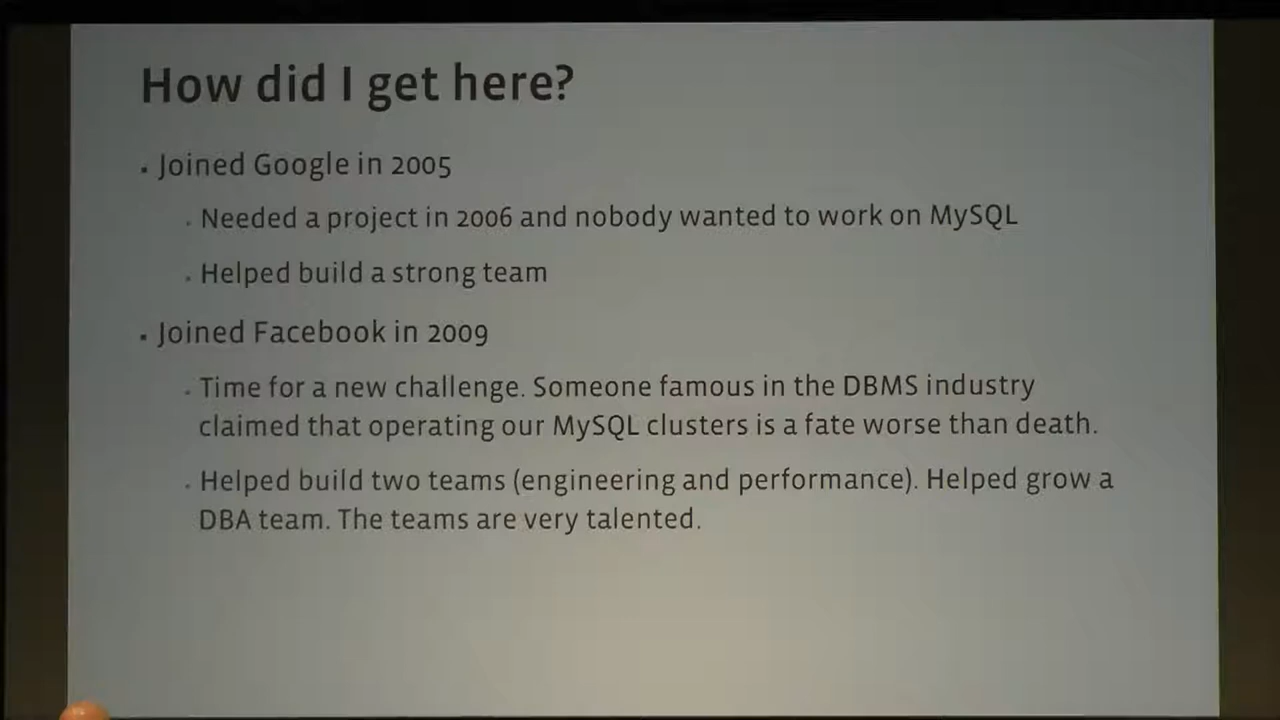 How did I get here?
▪ Joined Google in 2005
▪ Needed a project in 2006 and nobody wanted to work on MySQL
▪ Helped build a strong team
▪ Joined Facebook in 2009
▪ Time for a new challenge. Someone famous in the DBMS industry
claimed that operating our MySQL clusters is a fate worse than death.
▪ Helped build two teams (engineering and performance). Helped grow a
DBA team. The teams are very talented.